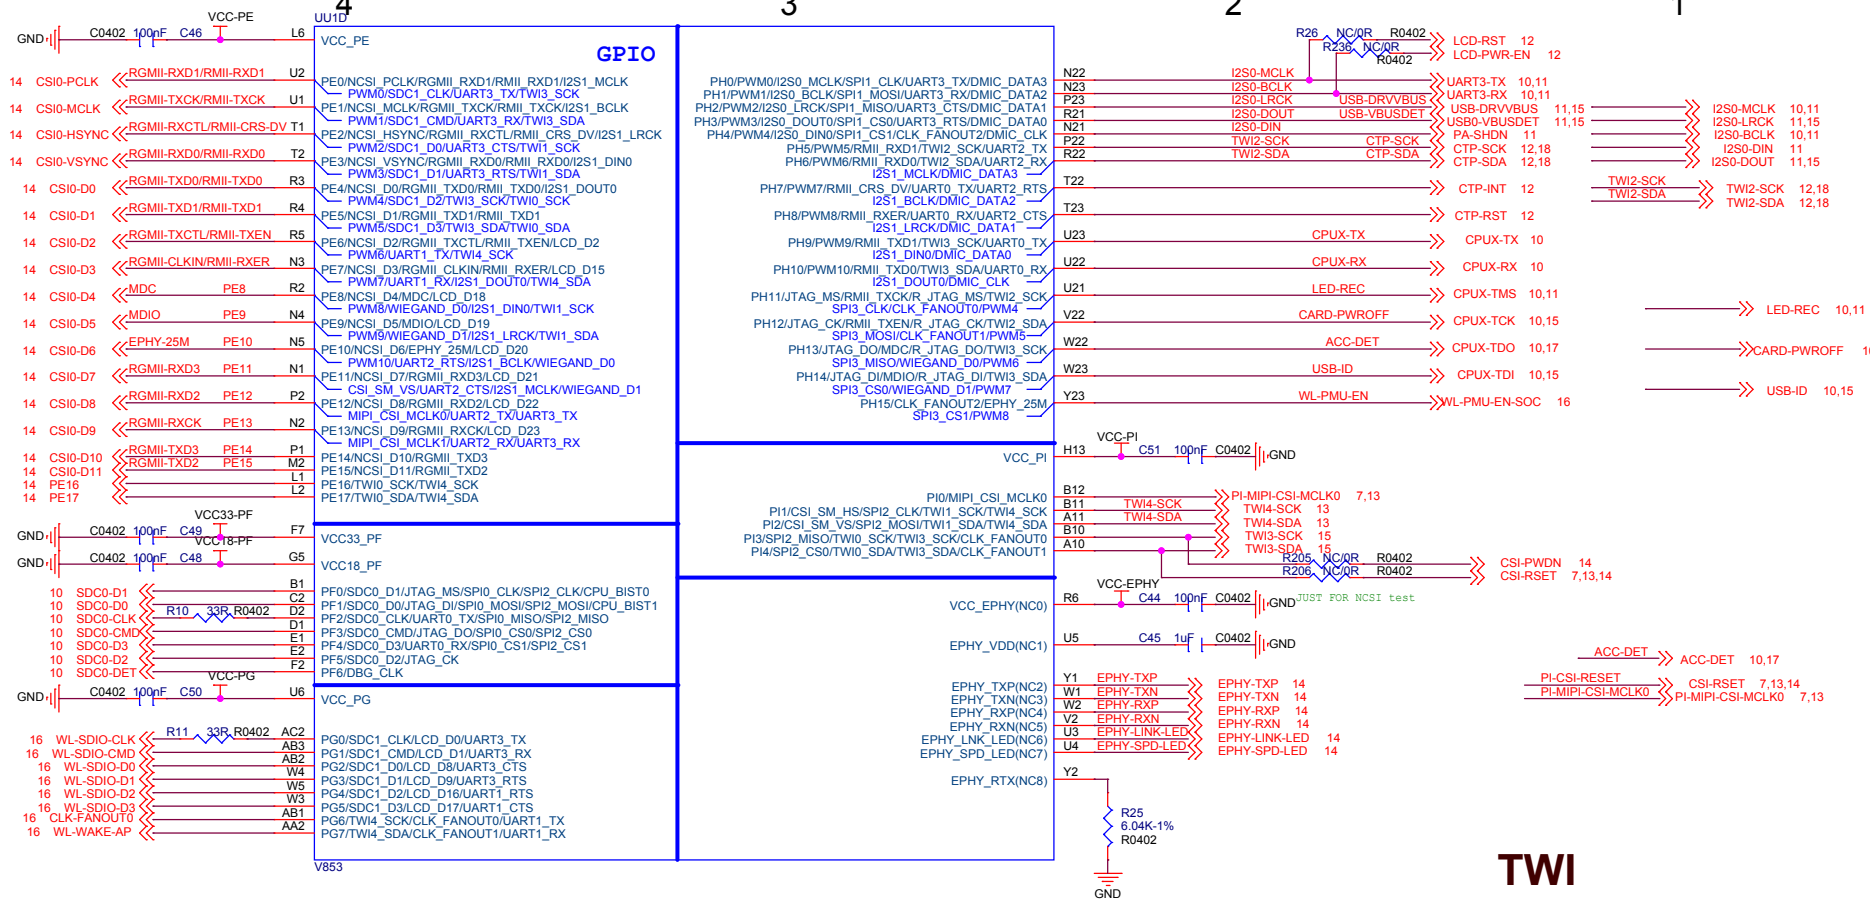 4 3 2 1
UU1D
GPIO
GND C0402 100nF C46 VCC-PE L6 VCC_PE
14 CSI0-PCLK RGMII-RXD1/RMII-RXD1 U2 PE0/NCSI_PCLK/RGMII_RXD1/RMII_RXD1/I2S1_MCLK
PWM0/SDC1_CLK/UART3_TX/TWI3_SCK
14 CSI0-MCLK RGMII-TXCK/RMII-TXCK U1 PE1/NCSI_MCLK/RGMII_TXCK/RMII_TXCK/I2S1_BCLK
PWM1/SDC1_CMD/UART3_RX/TWI3_SDA
14 CSI0-HSYNC RGMII-RXCTL/RMII-CRS-DV T1 PE2/NCSI_HSYNC/RGMII_RXCTL/RMII_CRS_DV/I2S1_LRCK
PWM2/SDC1_D0/UART3_CTS/TWI1_SCK
14 CSI0-VSYNC RGMII-RXD0/RMII-RXD0 T2 PE3/NCSI_VSYNC/RGMII_RXD0/RMII_RXD0/I2S1_DIN0
PWM3/SDC1_D1/UART3_RTS/TWI1_SDA
14 CSI0-D0 RGMII-TXD0/RMII-TXD0 R3 PE4/NCSI_D0/RGMII_TXD0/RMII_TXD0/I2S1_DOUT0
PWM4/SDC1_D2/TWI3_SCK/TWI0_SCK
14 CSI0-D1 RGMII-TXD1/RMII-TXD1 R4 PE5/NCSI_D1/RGMII_TXD1/RMII_TXD1
PWM5/SDC1_D3/TWI3_SDA/TWI0_SDA
14 CSI0-D2 RGMII-TXCTL/RMII-TXEN R5 PE6/NCSI_D2/RGMII_TXCTL/RMII_TXEN/LCD_D2
PWM6/UART1_TX/TWI4_SCK
14 CSI0-D3 RGMII-CLKIN/RMII-RXER N3 PE7/NCSI_D3/RGMII_CLKIN/RMII_RXER/LCD_D15
PWM7/UART1_RX/I2S1_DOUT0/TWI4_SDA
14 CSI0-D4 MDC PE8 R2 PE8/NCSI_D4/MDC/LCD_D18
PWM8/WIEGAND_D0/I2S1_DIN0/TWI1_SCK
14 CSI0-D5 MDIO PE9 N4 PE9/NCSI_D5/MDIO/LCD_D19
PWM9/WIEGAND_D1/I2S1_LRCK/TWI1_SDA
14 CSI0-D6 EPHY-25M PE10 N5 PE10/NCSI_D6/EPHY_25M/LCD_D20
PWM10/UART2_RTS/I2S1_BCLK/WIEGAND_D0
14 CSI0-D7 RGMII-RXD3 PE11 N1 PE11/NCSI_D7/RGMII_RXD3/LCD_D21
CSI_SM_VS/UART2_CTS/I2S1_MCLK/WIEGAND_D1
14 CSI0-D8 RGMII-RXD2 PE12 P2 PE12/NCSI_D8/RGMII_RXD2/LCD_D22
MIPI_CSI_MCLK0/UART2_TX/UART3_TX
14 CSI0-D9 RGMII-RXCK PE13 N2 PE13/NCSI_D9/RGMII_RXCK/LCD_D23
MIPI_CSI_MCLK1/UART2_RX/UART3_RX
14 CSI0-D10 RGMII-TXD3 PE14 P1 PE14/NCSI_D10/RGMII_TXD3
14 CSI0-D11 RGMII-TXD2 PE15 M2 PE15/NCSI_D11/RGMII_TXD2
14 PE16 L1 PE16/TWI0_SCK/TWI4_SCK
14 PE17 L2 PE17/TWI0_SDA/TWI4_SDA
GND C0402 100nF C49 VCC33-PF F7 VCC33_PF
GND C0402 100nF C48 VCC18-PF G5 VCC18_PF
10 SDC0-D1 B1 PF0/SDC0_D1/JTAG_MS/SPI0_CLK/SPI2_CLK/CPU_BIST0
10 SDC0-D0 C2 PF1/SDC0_D0/JTAG_DI/SPI0_MOSI/SPI2_MOSI/CPU_BIST1
10 SDC0-CLK R10 33R R0402 D2 PF2/SDC0_CLK/UART0_TX/SPI0_MISO/SPI2_MISO
10 SDC0-CMD D1 PF3/SDC0_CMD/JTAG_DO/SPI0_CS0/SPI2_CS0
10 SDC0-D3 E1 PF4/SDC0_D3/UART0_RX/SPI0_CS1/SPI2_CS1
10 SDC0-D2 E2 PF5/SDC0_D2/JTAG_CK
10 SDC0-DET F2 PF6/DBG_CLK
GND C0402 100nF C50 VCC-PG U6 VCC_PG
16 WL-SDIO-CLK R11 33R R0402 AC2 PG0/SDC1_CLK/LCD_D0/UART3_TX
16 WL-SDIO-CMD AB3 PG1/SDC1_CMD/LCD_D1/UART3_RX
16 WL-SDIO-D0 AB2 PG2/SDC1_D0/LCD_D8/UART3_CTS
16 WL-SDIO-D1 W4 PG3/SDC1_D1/LCD_D9/UART3_RTS
16 WL-SDIO-D2 W5 PG4/SDC1_D2/LCD_D16/UART1_RTS
16 WL-SDIO-D3 W3 PG5/SDC1_D3/LCD_D17/UART1_CTS
16 CLK-FANOUT0 AB1 PG6/TWI4_SCK/CLK_FANOUT0/UART1_TX
16 WL-WAKE-AP AA2 PG7/TWI4_SDA/CLK_FANOUT1/UART1_RX
V853
R26 NC/0R R0402 LCD-RST 12
R236 NC/0R R0402 LCD-PWR-EN 12
PH0/PWM0/I2S0_MCLK/SPI1_CLK/UART3_TX/DMIC_DATA3 N22 I2S0-MCLK UART3-TX 10,11
PH1/PWM1/I2S0_BCLK/SPI1_MOSI/UART3_RX/DMIC_DATA2 N23 I2S0-BCLK UART3-RX 10,11
PH2/PWM2/I2S0_LRCK/SPI1_MISO/UART3_CTS/DMIC_DATA1 P23 I2S0-LRCK USB-DRVVBUS USB-DRVVBUS 11,15
PH3/PWM3/I2S0_DOUT0/SPI1_CS0/UART3_RTS/DMIC_DATA0 R21 I2S0-DOUT USB-VBUSDET USB0-VBUSDET 11,15
PH4/PWM4/I2S0_DIN0/SPI1_CS1/CLK_FANOUT2/DMIC_CLK N21 I2S0-DIN PA-SHDN 11
PH5/PWM5/RMII_RXD1/TWI2_SCK/UART2_TX P22 TWI2-SCK CTP-SCK CTP-SCK 12,18
PH6/PWM6/RMII_RXD0/TWI2_SDA/UART2_RX R22 TWI2-SDA CTP-SDA CTP-SDA 12,18
I2S1_MCLK/DMIC_DATA3
PH7/PWM7/RMII_CRS_DV/UART0_TX/UART2_RTS T22 CTP-INT 12
I2S1_BCLK/DMIC_DATA2
PH8/PWM8/RMII_RXER/UART0_RX/UART2_CTS T23 CTP-RST 12
I2S1_LRCK/DMIC_DATA1
PH9/PWM9/RMII_TXD1/TWI3_SCK/UART0_TX U23 CPUX-TX CPUX-TX 10
I2S1_DIN0/DMIC_DATA0
PH10/PWM10/RMII_TXD0/TWI3_SDA/UART0_RX U22 CPUX-RX CPUX-RX 10
I2S1_DOUT0/DMIC_CLK
PH11/JTAG_MS/RMII_TXCK/R_JTAG_MS/TWI2_SCK U21 LED-REC CPUX-TMS 10,11
SPI3_CLK/CLK_FANOUT0/PWM4
PH12/JTAG_CK/RMII_TXEN/R_JTAG_CK/TWI2_SDA V22 CARD-PWROFF CPUX-TCK 10,15
SPI3_MOSI/CLK_FANOUT1/PWM5
PH13/JTAG_DO/MDC/R_JTAG_DO/TWI3_SCK W22 ACC-DET CPUX-TDO 10,17
SPI3_MISO/WIEGAND_D0/PWM6
PH14/JTAG_DI/MDIO/R_JTAG_DI/TWI3_SDA W23 USB-ID CPUX-TDI 10,15
SPI3_CS0/WIEGAND_D1/PWM7
PH15/CLK_FANOUT2/EPHY_25M Y23 WL-PMU-EN WL-PMU-EN-SOC 16
SPI3_CS1/PWM8
VCC_PI H13 VCC-PI C51 100nF C0402 GND
PI0/MIPI_CSI_MCLK0 B12 PI-MIPI-CSI-MCLK0 7,13
PI1/CSI_SM_HS/SPI2_CLK/TWI1_SCK/TWI4_SCK B11 TWI4-SCK TWI4-SCK 13
PI2/CSI_SM_VS/SPI2_MOSI/TWI1_SDA/TWI4_SDA A11 TWI4-SDA TWI4-SDA 13
PI3/SPI2_MISO/TWI0_SCK/TWI3_SCK/CLK_FANOUT0 B10 TWI3-SCK 15
PI4/SPI2_CS0/TWI0_SDA/TWI3_SDA/CLK_FANOUT1 A10 TWI3-SDA 15
R205 NC/0R R0402 CSI-PWDN 14
R206 NC/0R R0402 CSI-RSET 7,13,14
JUST FOR NCSI test
VCC_EPHY(NC0) R6 VCC-EPHY C44 100nF C0402 GND
EPHY_VDD(NC1) U5 C45 1uF C0402 GND
EPHY_TXP(NC2) Y1 EPHY-TXP EPHY-TXP 14
EPHY_TXN(NC3) W1 EPHY-TXN EPHY-TXN 14
EPHY_RXP(NC4) W2 EPHY-RXP EPHY-RXP 14
EPHY_RXN(NC5) V2 EPHY-RXN EPHY-RXN 14
EPHY_LNK_LED(NC6) U3 EPHY-LINK-LED EPHY-LINK-LED 14
EPHY_SPD_LED(NC7) U4 EPHY-SPD-LED EPHY-SPD-LED 14
EPHY_RTX(NC8) Y2
R25
6.04K-1%
R0402
GND
I2S0-MCLK 10,11
I2S0-LRCK 11,15
I2S0-BCLK 10,11
I2S0-DIN 11
I2S0-DOUT 11,15
TWI2-SCK TWI2-SCK 12,18
TWI2-SDA TWI2-SDA 12,18
LED-REC 10,11
CARD-PWROFF
USB-ID 10,15
ACC-DET ACC-DET 10,17
PI-CSI-RESET CSI-RSET 7,13,14
PI-MIPI-CSI-MCLK0 PI-MIPI-CSI-MCLK0 7,13
TWI